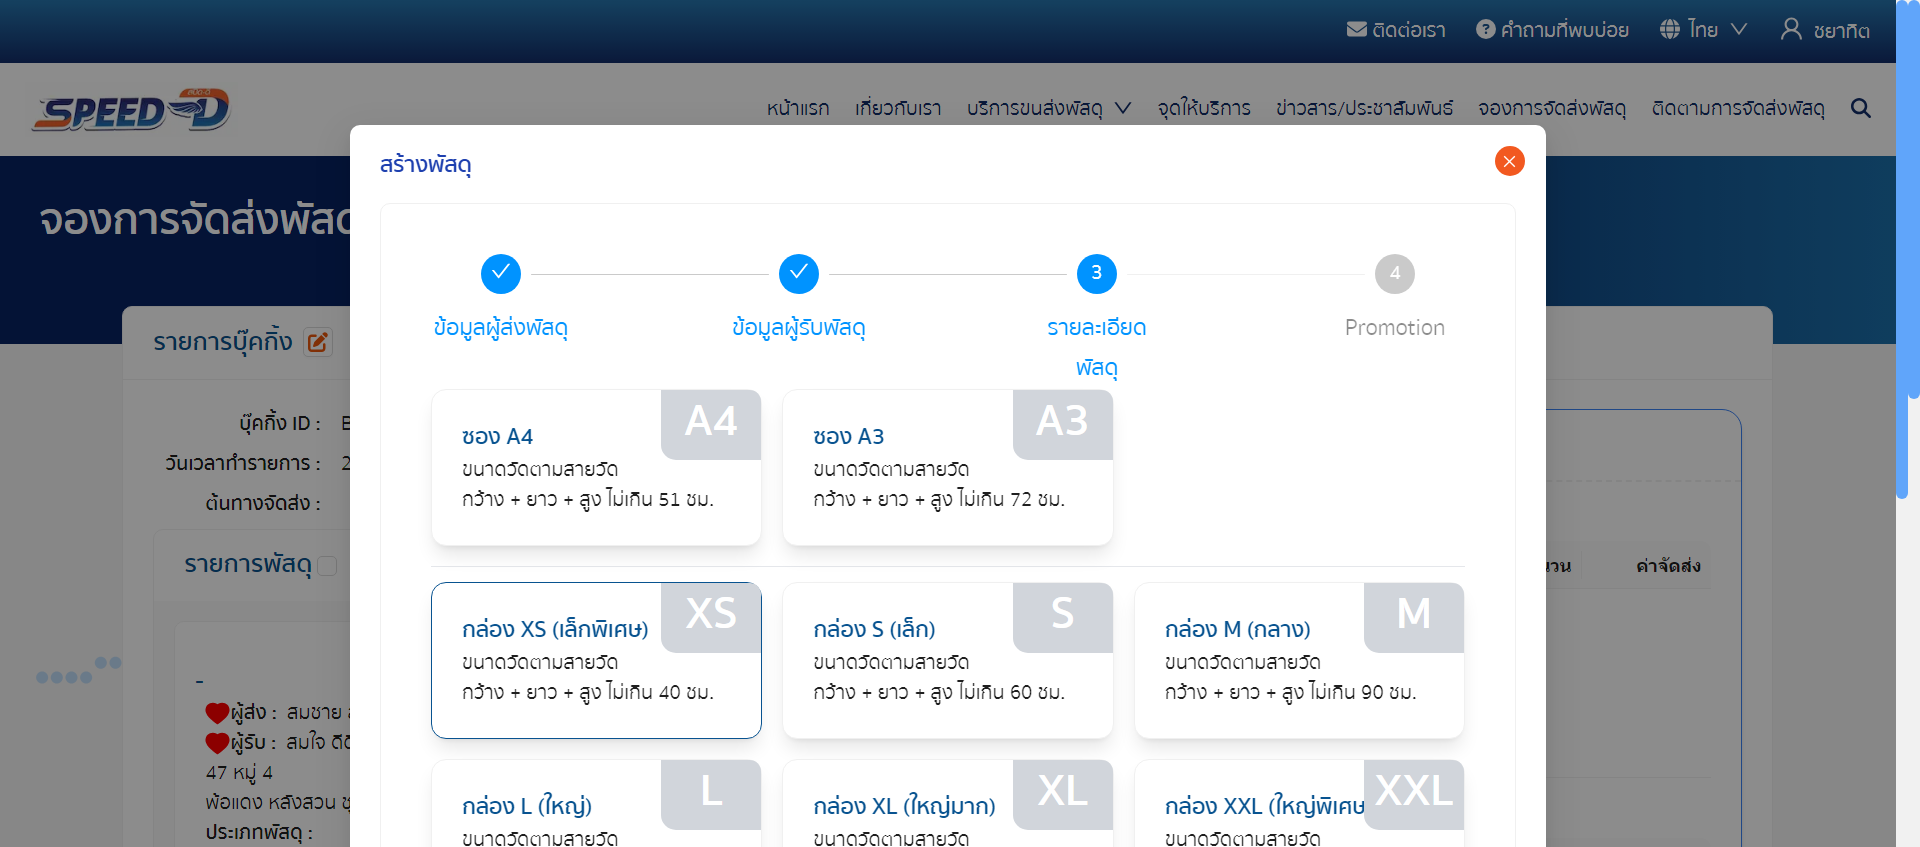 ติดต่อเรา
คำถามที่พบบ่อย
ไทย
ชยาทิต
SPEED-D
หน้าแรก
เกี่ยวกับเรา
บริการขนส่งพัสดุ
จุดให้บริการ
ข่าวสาร/ประชาสัมพันธ์
จองการจัดส่งพัสดุ
ติดตามการจัดส่งพัสดุ
จองการจัดส่งพัสดุ
สร้างพัสดุ
ข้อมูลผู้ส่งพัสดุ
ข้อมูลผู้รับพัสดุ
3
รายละเอียด
พัสดุ
4
Promotion
ซอง A4
A4
ขนาดวัดตามสายวัด
กว้าง + ยาว + สูง ไม่เกิน 51 ซม.
ซอง A3
A3
ขนาดวัดตามสายวัด
กว้าง + ยาว + สูง ไม่เกิน 72 ซม.
กล่อง XS (เล็กพิเศษ)
XS
ขนาดวัดตามสายวัด
กว้าง + ยาว + สูง ไม่เกิน 40 ซม.
กล่อง S (เล็ก)
S
ขนาดวัดตามสายวัด
กว้าง + ยาว + สูง ไม่เกิน 60 ซม.
กล่อง M (กลาง)
M
ขนาดวัดตามสายวัด
กว้าง + ยาว + สูง ไม่เกิน 90 ซม.
กล่อง L (ใหญ่)
L
ขนาดวัดตามสายวัด
กล่อง XL (ใหญ่มาก)
XL
ขนาดวัดตามสายวัด
กล่อง XXL (ใหญ่พิเศษ
XXL
ขนาดวัดตามสายวัด
รายการบุ๊คกิ้ง
บุ๊คกิ้ง ID :
วันเวลาทำรายการ : 2
ต้นทางจัดส่ง :
รายการพัสดุ
-
ผู้ส่ง : สมชาย
ผู้รับ : สมใจ
47 หมู่ 4
พ้อแดง หลังสวน
ประเภทพัสดุ :
ค่าจัดส่ง